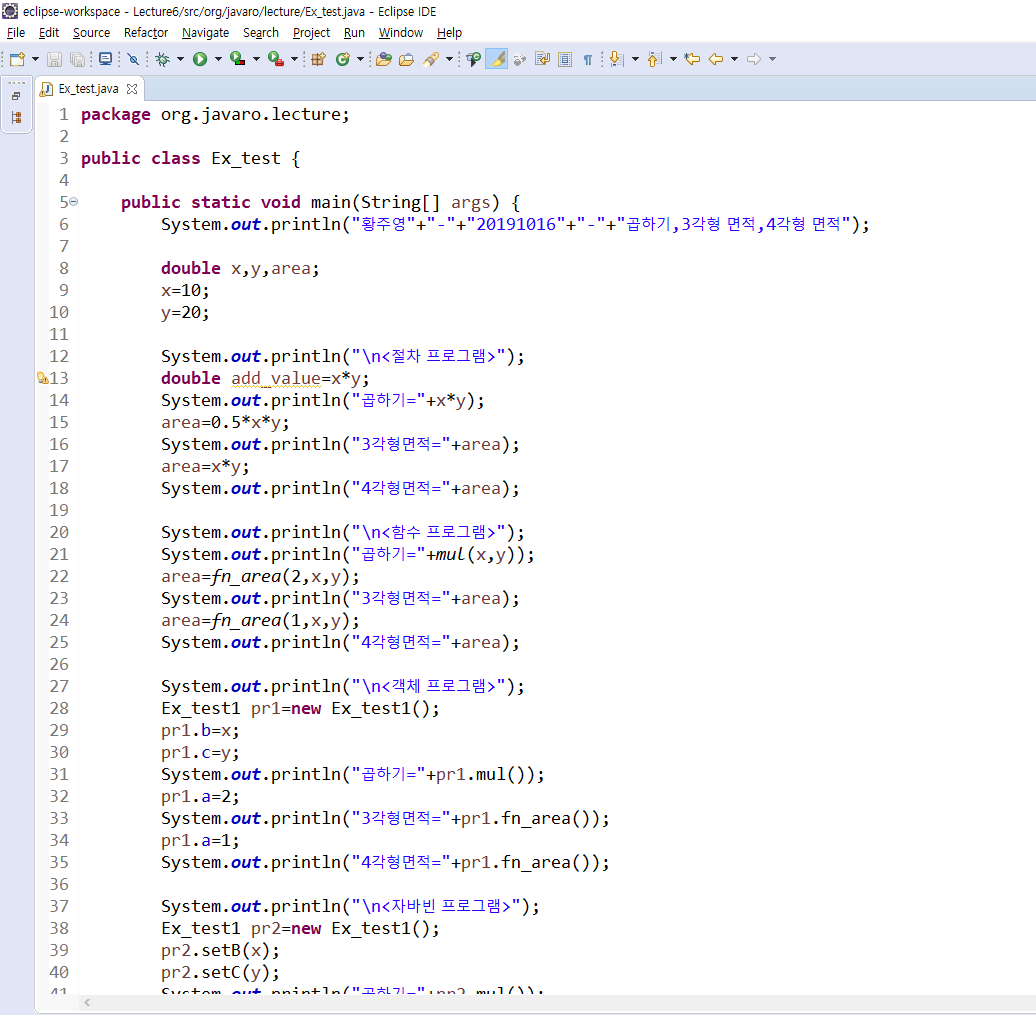 eclipse-workspace - Lecture6/src/org/javaro/lecture/Ex_test.java - Eclipse IDE
File Edit Source Refactor Navigate Search Project Run Window Help
Ex_test.java
1 package org.javaro.lecture;
2
3 public class Ex_test {
4
5 public static void main(String[] args) {
6 System.out.println("황주영"+"-"+"20191016"+"-"+"곱하기,3각형 면적,4각형 면적");
7
8 double x,y,area;
9 x=10;
10 y=20;
11
12 System.out.println("\n<절차 프로그램>");
13 double add_value=x*y;
14 System.out.println("곱하기="+x*y);
15 area=0.5*x*y;
16 System.out.println("3각형면적="+area);
17 area=x*y;
18 System.out.println("4각형면적="+area);
19
20 System.out.println("\n<함수 프로그램>");
21 System.out.println("곱하기="+mul(x,y));
22 area=fn_area(2,x,y);
23 System.out.println("3각형면적="+area);
24 area=fn_area(1,x,y);
25 System.out.println("4각형면적="+area);
26
27 System.out.println("\n<객체 프로그램>");
28 Ex_test1 pr1=new Ex_test1();
29 pr1.b=x;
30 pr1.c=y;
31 System.out.println("곱하기="+pr1.mul());
32 pr1.a=2;
33 System.out.println("3각형면적="+pr1.fn_area());
34 pr1.a=1;
35 System.out.println("4각형면적="+pr1.fn_area());
36
37 System.out.println("\n<자바빈 프로그램>");
38 Ex_test1 pr2=new Ex_test1();
39 pr2.setB(x);
40 pr2.setC(y);
41 System.out.println("곱하기="+pr2.mul());